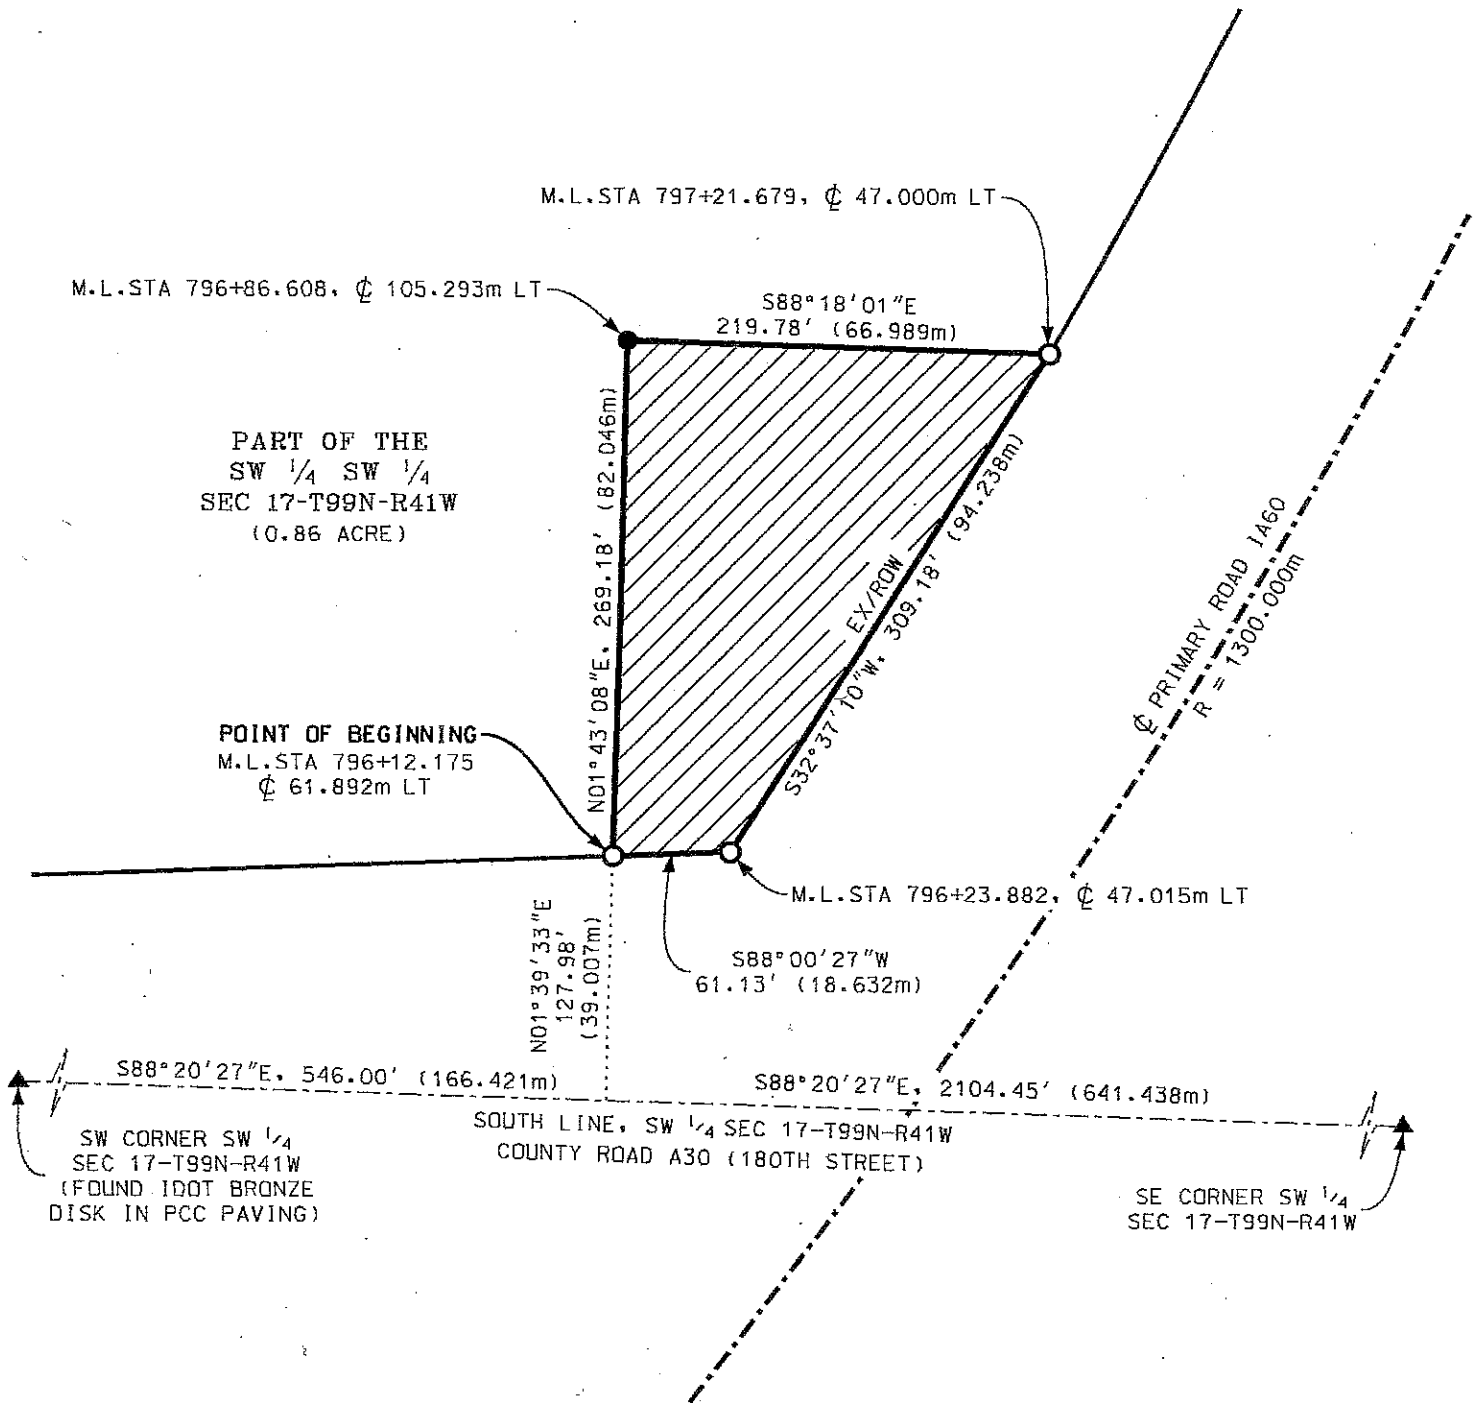 M.L.STA 797+21.679, ℄ 47.000m LT
M.L.STA 796+86.608, ℄ 105.293m LT
S88°18'01"E
219.78' (66.989m)
PART OF THE
SW 1/4 SW 1/4
SEC 17-T99N-R41W
(0.86 ACRE)
N01°43'08"E, 269.18' (82.046m)
EX/ROW
S32°37'10"W, 309.18' (94.238m)
℄ PRIMARY ROAD IA60
R = 1300.000m
POINT OF BEGINNING
M.L.STA 796+12.175
℄ 61.892m LT
M.L.STA 796+23.882, ℄ 47.015m LT
N01°39'33"E
127.98'
(39.007m)
S88°00'27"W
61.13' (18.632m)
S88°20'27"E, 546.00' (166.421m)
S88°20'27"E, 2104.45' (641.438m)
SOUTH LINE, SW 1/4 SEC 17-T99N-R41W
COUNTY ROAD A30 (180TH STREET)
SW CORNER SW 1/4
SEC 17-T99N-R41W
(FOUND IDOT BRONZE
DISK IN PCC PAVING)
SE CORNER SW 1/4
SEC 17-T99N-R41W